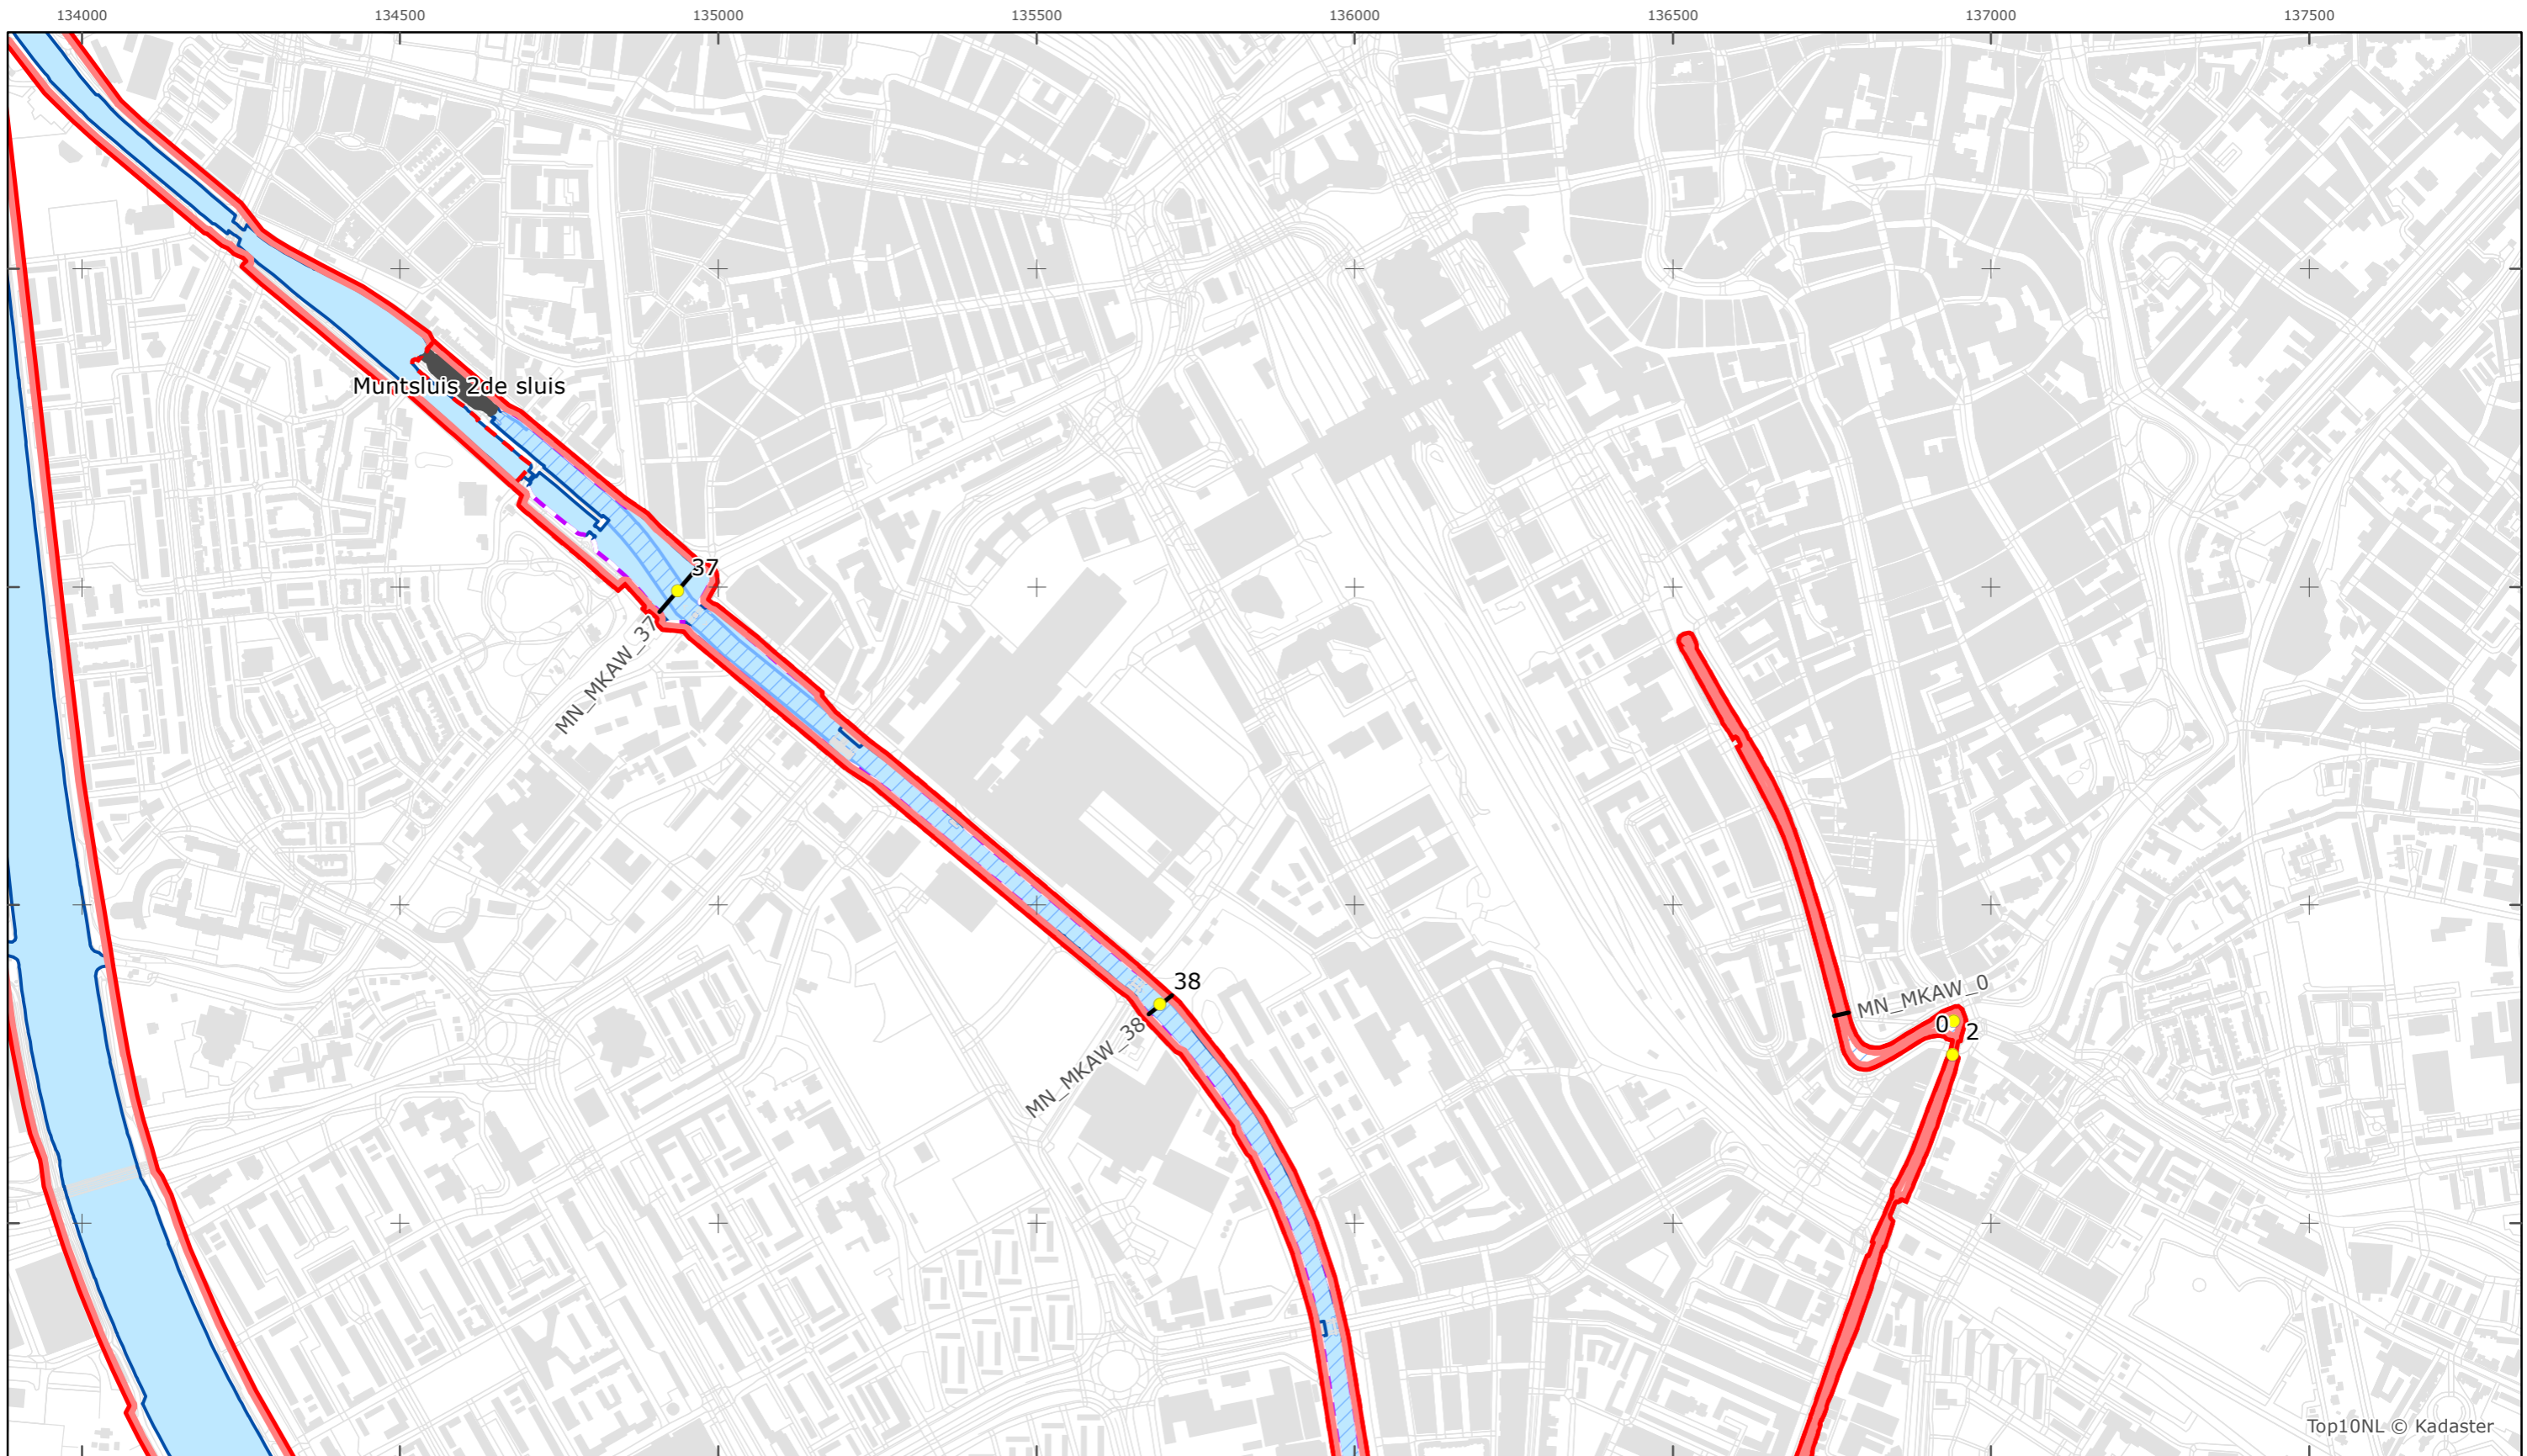 134000 134500 135000 135500 136000 136500 137000 137500
Muntsluis 2de sluis
37
MN_MKAW_37
38
MN_MKAW_38
MN_MKAW_0
0
2
Top10NL © Kadaster